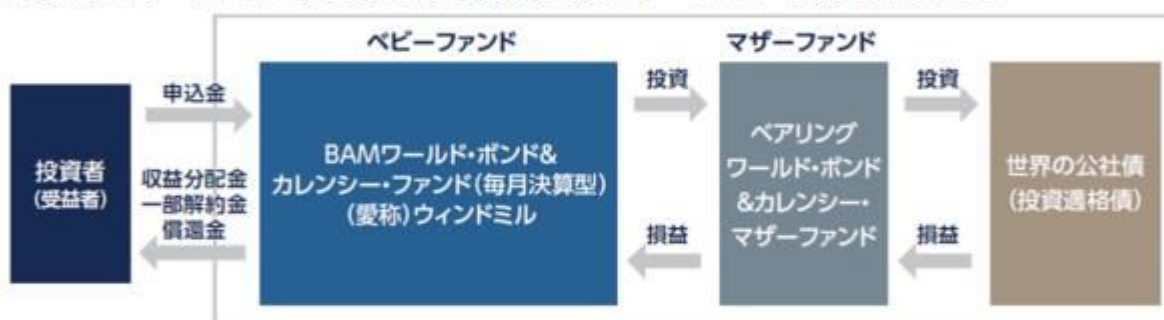 ベビーファンド
マザーファンド
投資者
(受益者)
申込金
収益分配金
一部解約金
償還金
BAMワールド・ボンド&
カレンシー・ファンド(毎月決算型)
(愛称)ウィンドミル
投資
損益
ベアリング
ワールド・ボンド
&カレンシー・
マザーファンド
投資
損益
世界の公社債
(投資適格債)